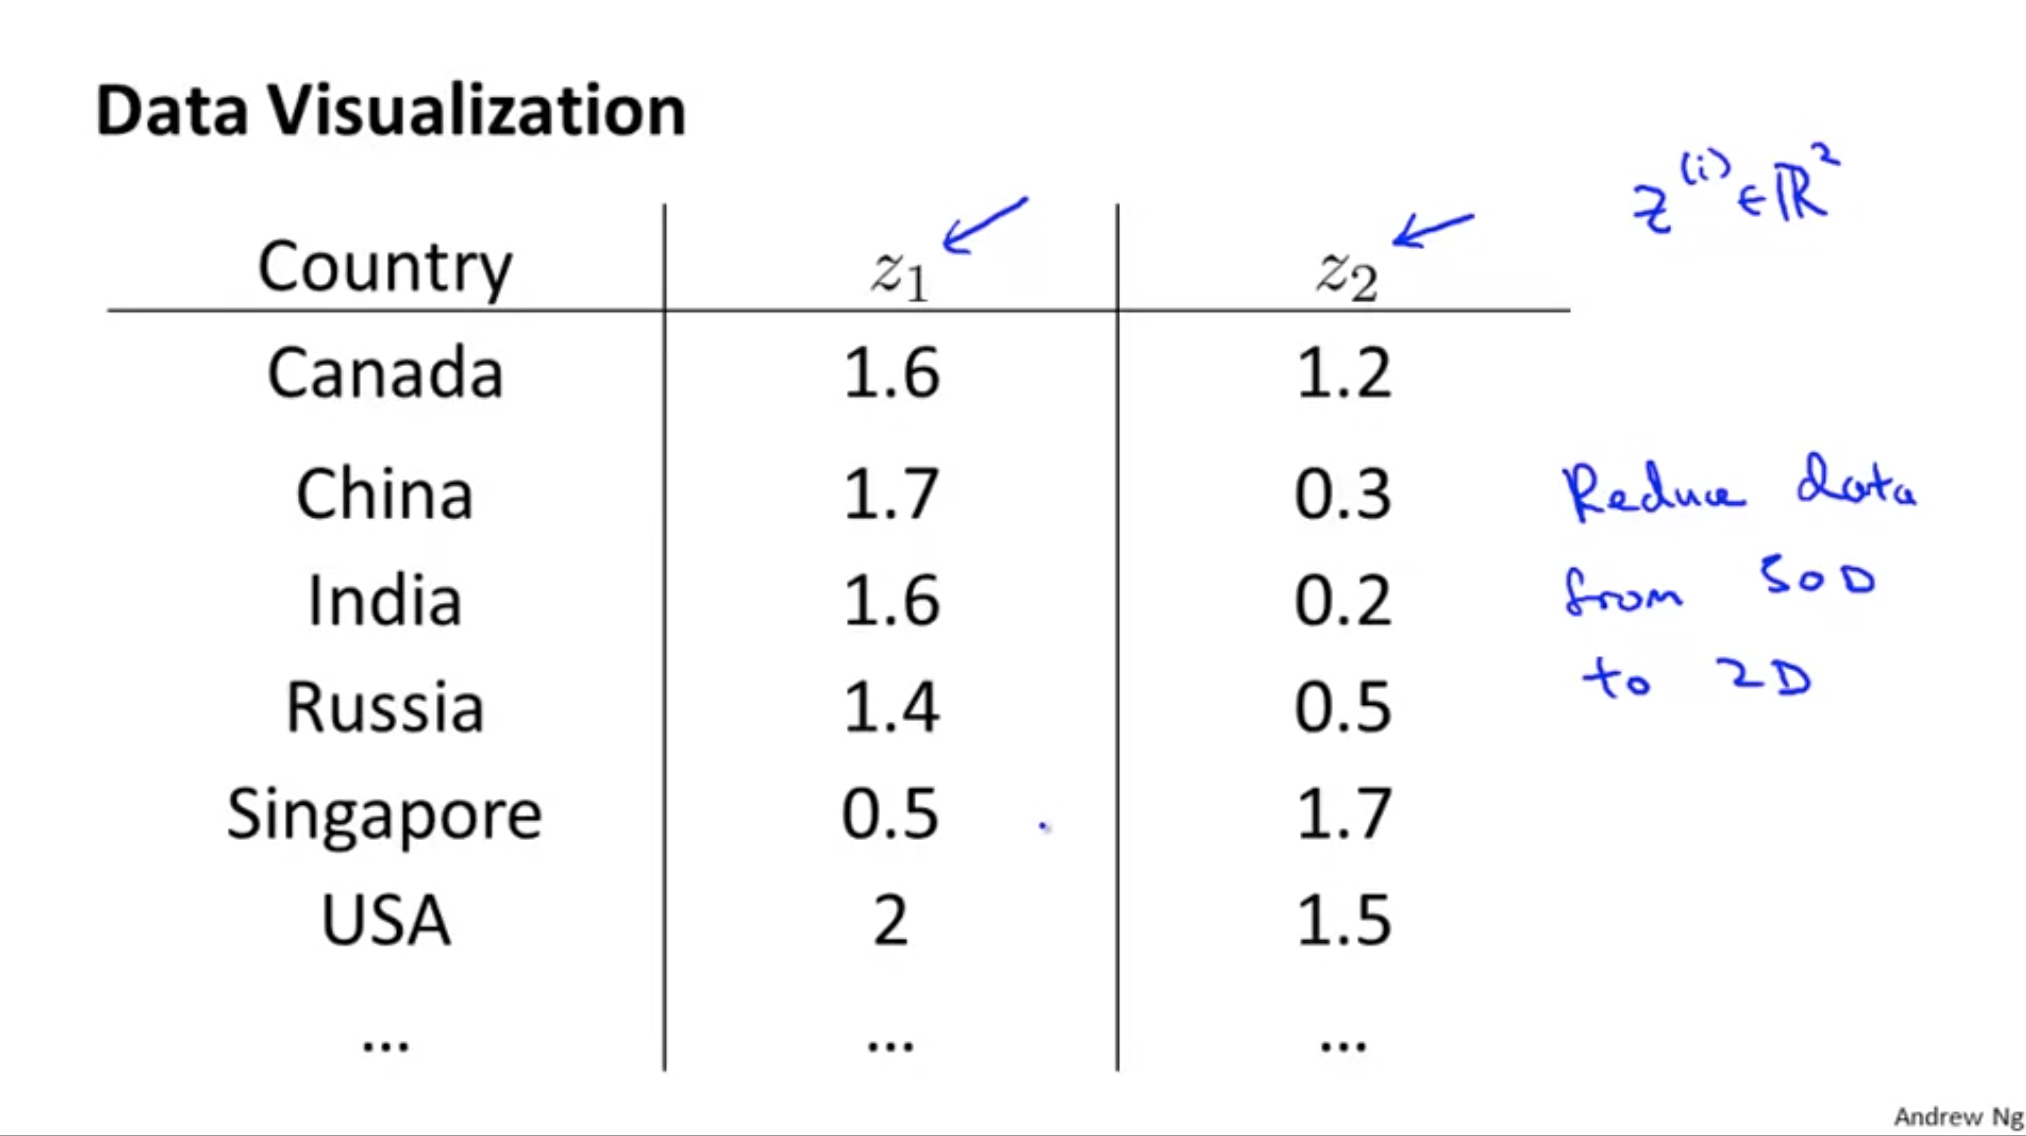 Data Visualization
z^(i) ∈ ℝ^2
Country z_1 z_2
Canada 1.6 1.2
China 1.7 0.3
Reduce data
India 1.6 0.2
from 50D
Russia 1.4 0.5
to 2D
Singapore 0.5 1.7
USA 2 1.5
... ... ...
Andrew Ng